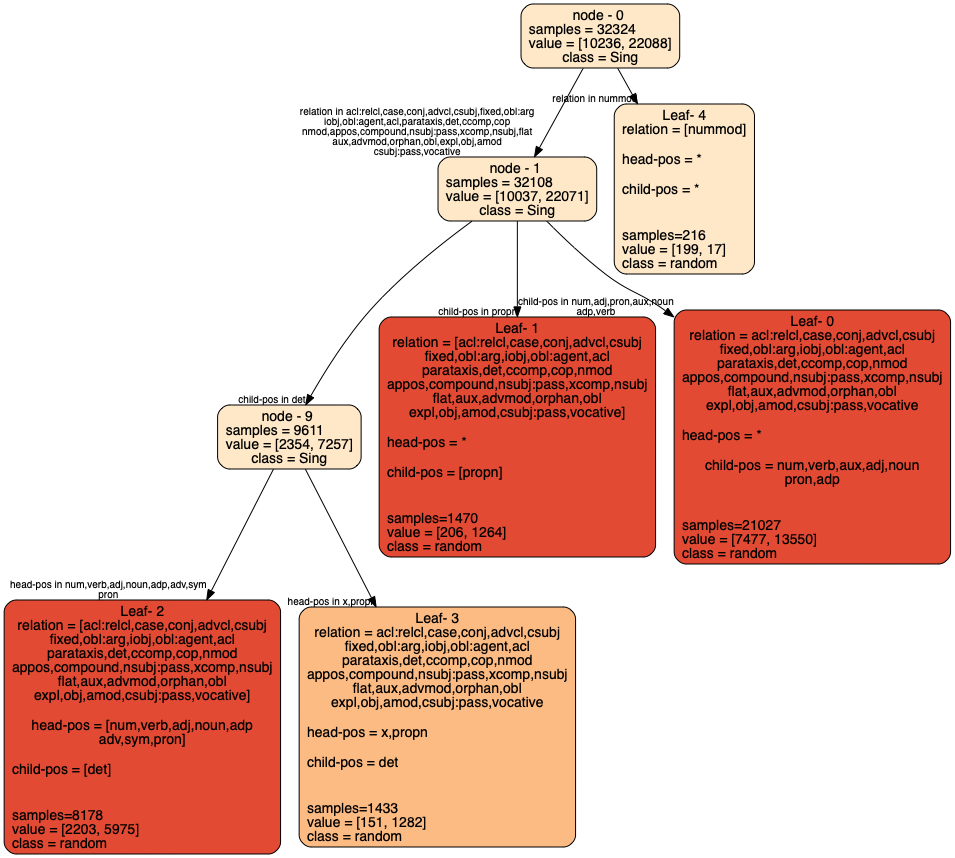 node - 0
samples = 32324
value = [10236, 22088]
class = Sing
relation in acl:relcl,case,conj,advcl,csubj,fixed,obl:arg
iobj,obl:agent,acl,parataxis,det,ccomp,cop
nmod,appos,compound,nsubj:pass,xcomp,nsubj,flat
aux,advmod,orphan,obl,expl,obj,amod
csubj:pass,vocative
relation in nummod
Leaf- 4
relation = [nummod]
head-pos = *
child-pos = *
samples=216
value = [199, 17]
class = random
node - 1
samples = 32108
value = [10037, 22071]
class = Sing
child-pos in propn
child-pos in num,adj,pron,aux,noun
adp,verb
Leaf- 1
relation = [acl:relcl,case,conj,advcl,csubj
fixed,obl:arg,iobj,obl:agent,acl
parataxis,det,ccomp,cop,nmod
appos,compound,nsubj:pass,xcomp,nsubj
flat,aux,advmod,orphan,obl
expl,obj,amod,csubj:pass,vocative]
head-pos = *
child-pos = [propn]
samples=1470
value = [206, 1264]
class = random
Leaf- 0
relation = acl:relcl,case,conj,advcl,csubj
fixed,obl:arg,iobj,obl:agent,acl
parataxis,det,ccomp,cop,nmod
appos,compound,nsubj:pass,xcomp,nsubj
flat,aux,advmod,orphan,obl
expl,obj,amod,csubj:pass,vocative
head-pos = *
child-pos = num,verb,aux,adj,noun
pron,adp
samples=21027
value = [7477, 13550]
class = random
child-pos in det
node - 9
samples = 9611
value = [2354, 7257]
class = Sing
head-pos in num,verb,adj,noun,adp,adv,sym
pron
head-pos in x,propn
Leaf- 2
relation = [acl:relcl,case,conj,advcl,csubj
fixed,obl:arg,iobj,obl:agent,acl
parataxis,det,ccomp,cop,nmod
appos,compound,nsubj:pass,xcomp,nsubj
flat,aux,advmod,orphan,obl
expl,obj,amod,csubj:pass,vocative]
head-pos = [num,verb,adj,noun,adp
adv,sym,pron]
child-pos = [det]
samples=8178
value = [2203, 5975]
class = random
Leaf- 3
relation = acl:relcl,case,conj,advcl,csubj
fixed,obl:arg,iobj,obl:agent,acl
parataxis,det,ccomp,cop,nmod
appos,compound,nsubj:pass,xcomp,nsubj
flat,aux,advmod,orphan,obl
expl,obj,amod,csubj:pass,vocative
head-pos = x,propn
child-pos = det
samples=1433
value = [151, 1282]
class = random